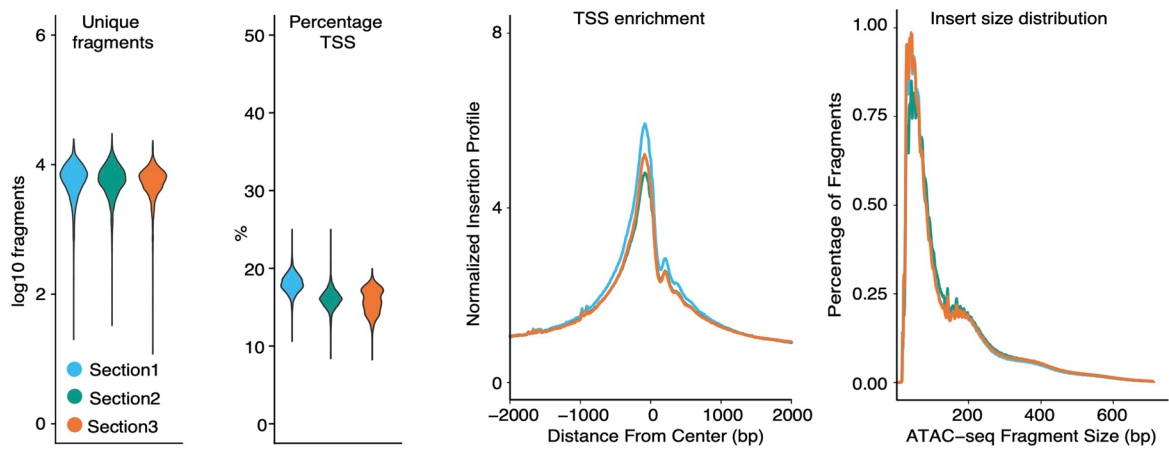 Unique
fragments
log10 fragments
6
4
2
0
Section1
Section2
Section3
Percentage
TSS
%
50
40
30
20
10
0
TSS enrichment
Normalized Insertion Profile
8
4
0
−2000 −1000 0 1000 2000
Distance From Center (bp)
Insert size distribution
Percentage of Fragments
1.00
0.75
0.50
0.25
0.00
200 400 600
ATAC−seq Fragment Size (bp)